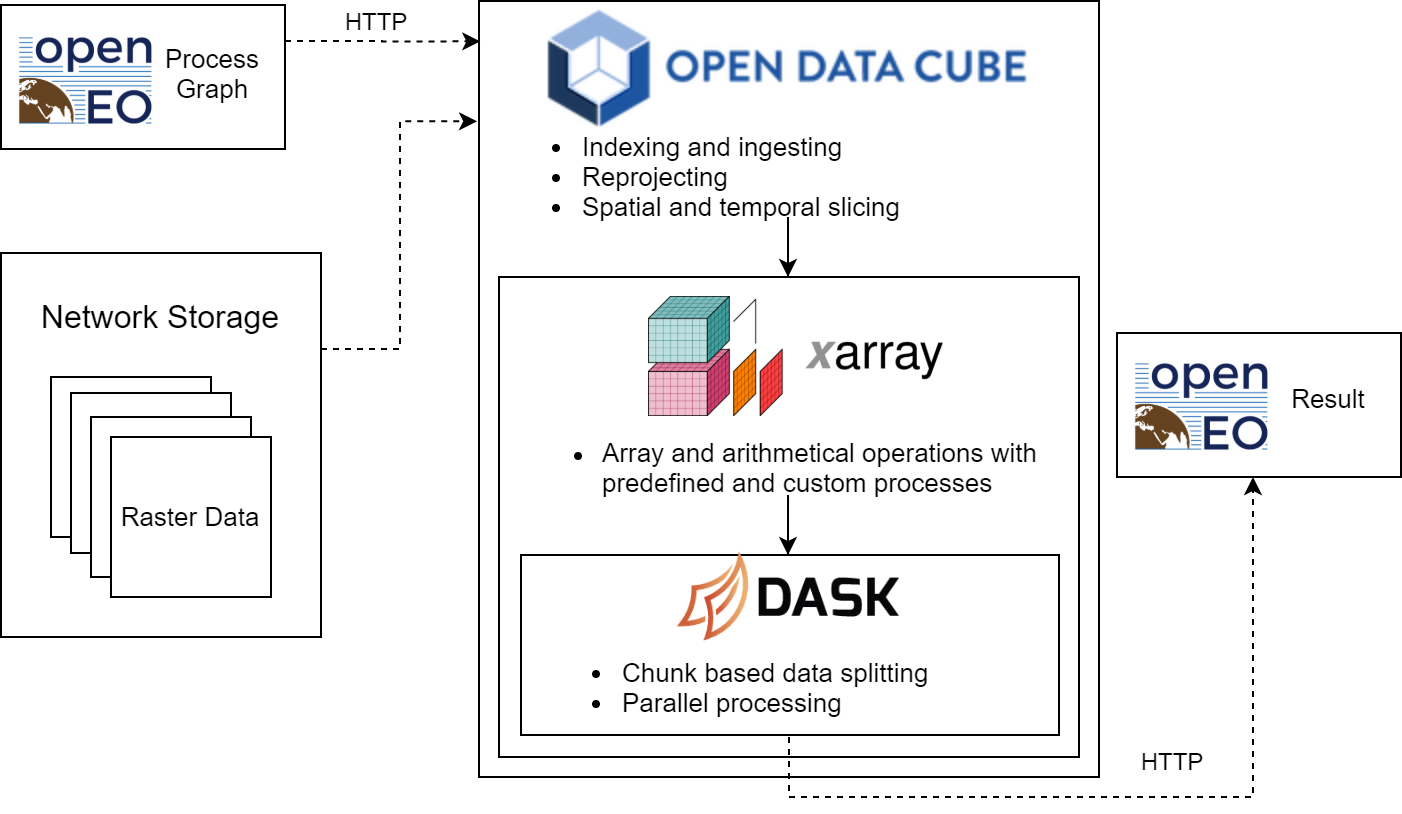 HTTP
open
EO
Process
Graph
OPEN DATA CUBE
Indexing and ingesting
Reprojecting
Spatial and temporal slicing
Network Storage
Raster Data
xarray
Array and arithmetical operations with
predefined and custom processes
DASK
Chunk based data splitting
Parallel processing
open
EO
Result
HTTP